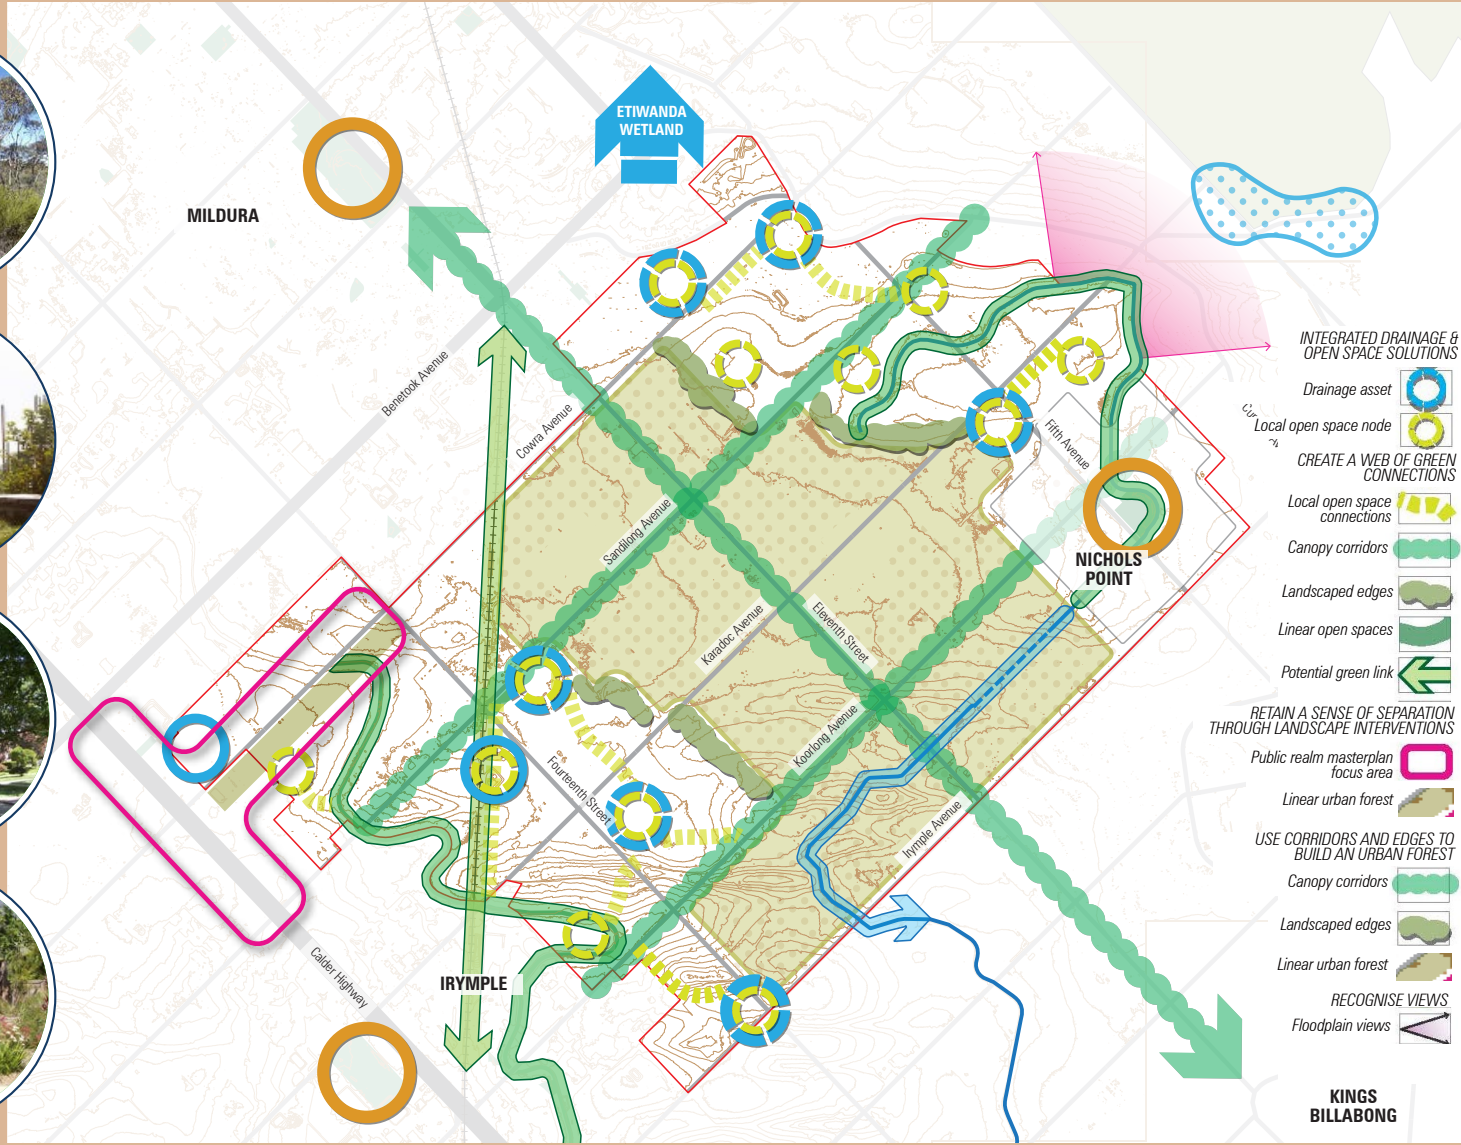 ETIWANDA
WETLAND
MILDURA
Benetook Avenue
Cowra Avenue
Sandilong Avenue
Karadoc Avenue
Eleventh Street
Fifth Avenue
NICHOLS
POINT
Koorlong Avenue
Fourteenth Street
Irymple Avenue
Calder Highway
IRYMPLE
KINGS
BILLABONG
INTEGRATED DRAINAGE &
OPEN SPACE SOLUTIONS
Drainage asset
Local open space node
CREATE A WEB OF GREEN
CONNECTIONS
Local open space
connections
Canopy corridors
Landscaped edges
Linear open spaces
Potential green link
RETAIN A SENSE OF SEPARATION
THROUGH LANDSCAPE INTERVENTIONS
Public realm masterplan
focus area
Linear urban forest
USE CORRIDORS AND EDGES TO
BUILD AN URBAN FOREST
Canopy corridors
Landscaped edges
Linear urban forest
RECOGNISE VIEWS
Floodplain views